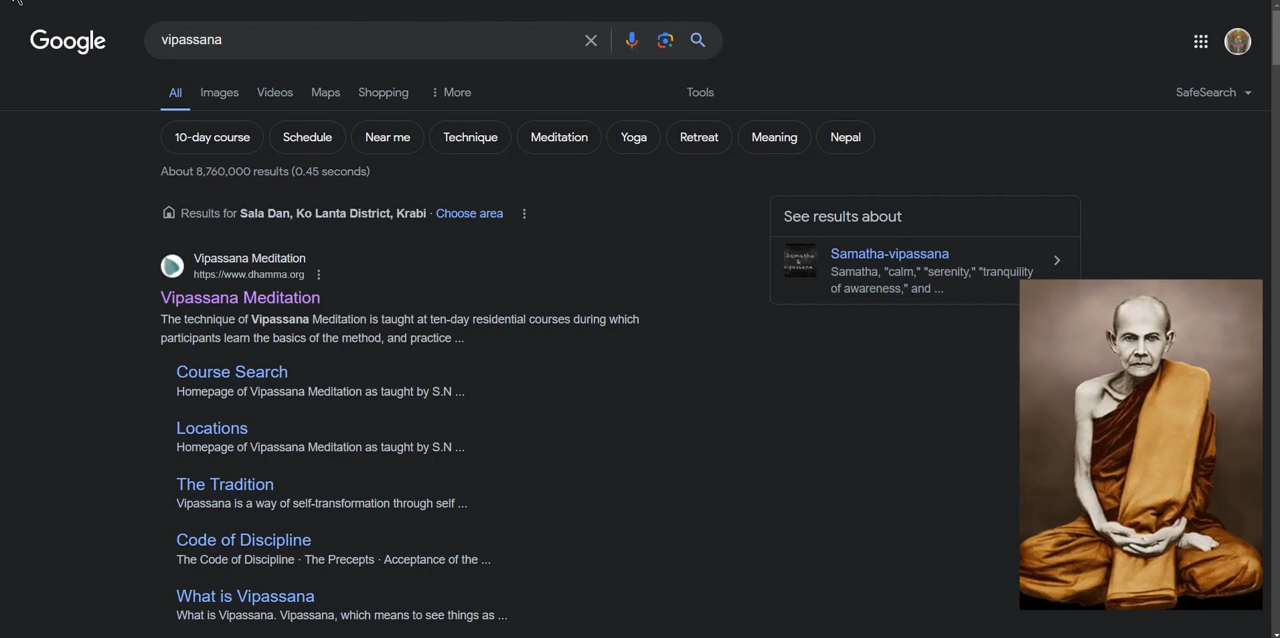 Google
vipassana
All Images Videos Maps Shopping More Tools SafeSearch
10-day course Schedule Near me Technique Meditation Yoga Retreat Meaning Nepal
About 8,760,000 results (0.45 seconds)
Results for Sala Dan, Ko Lanta District, Krabi · Choose area
Vipassana Meditation
https://www.dhamma.org
Vipassana Meditation
The technique of Vipassana Meditation is taught at ten-day residential courses during which
participants learn the basics of the method, and practice ...
Course Search
Homepage of Vipassana Meditation as taught by S.N ...
Locations
Homepage of Vipassana Meditation as taught by S.N ...
The Tradition
Vipassana is a way of self-transformation through self ...
Code of Discipline
The Code of Discipline · The Precepts · Acceptance of the ...
What is Vipassana
What is Vipassana. Vipassana, which means to see things as ...
See results about
Samatha-vipassana
Samatha, "calm," "serenity," "tranquility
of awareness," and ...